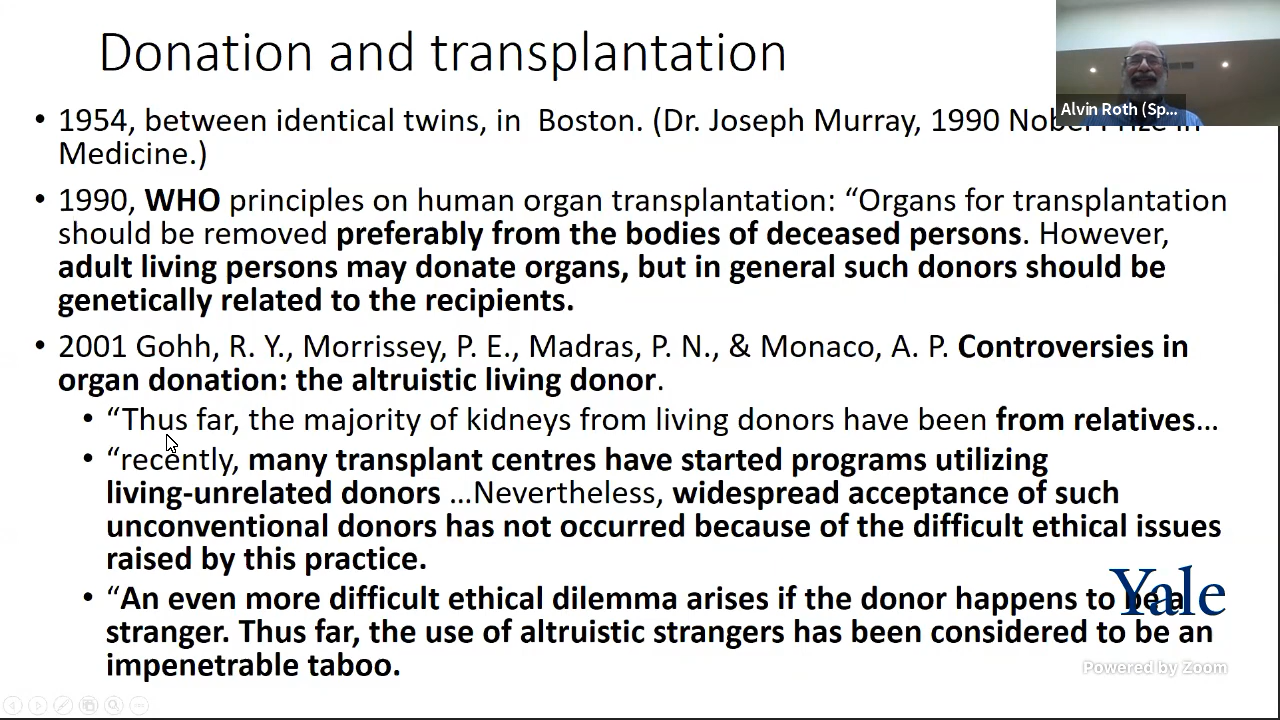 Donation and transplantation
Alvin Roth (Sp...
• 1954, between identical twins, in Boston. (Dr. Joseph Murray, 1990 Nobel Prize in
Medicine.)
• 1990, WHO principles on human organ transplantation: “Organs for transplantation
should be removed preferably from the bodies of deceased persons. However,
adult living persons may donate organs, but in general such donors should be
genetically related to the recipients.
• 2001 Gohh, R. Y., Morrissey, P. E., Madras, P. N., & Monaco, A. P. Controversies in
organ donation: the altruistic living donor.
• “Thus far, the majority of kidneys from living donors have been from relatives…
• “recently, many transplant centres have started programs utilizing
living-unrelated donors …Nevertheless, widespread acceptance of such
unconventional donors has not occurred because of the difficult ethical issues
raised by this practice.
• “An even more difficult ethical dilemma arises if the donor happens to be a
stranger. Thus far, the use of altruistic strangers has been considered to be an
impenetrable taboo.
Yale
Powered by Zoom